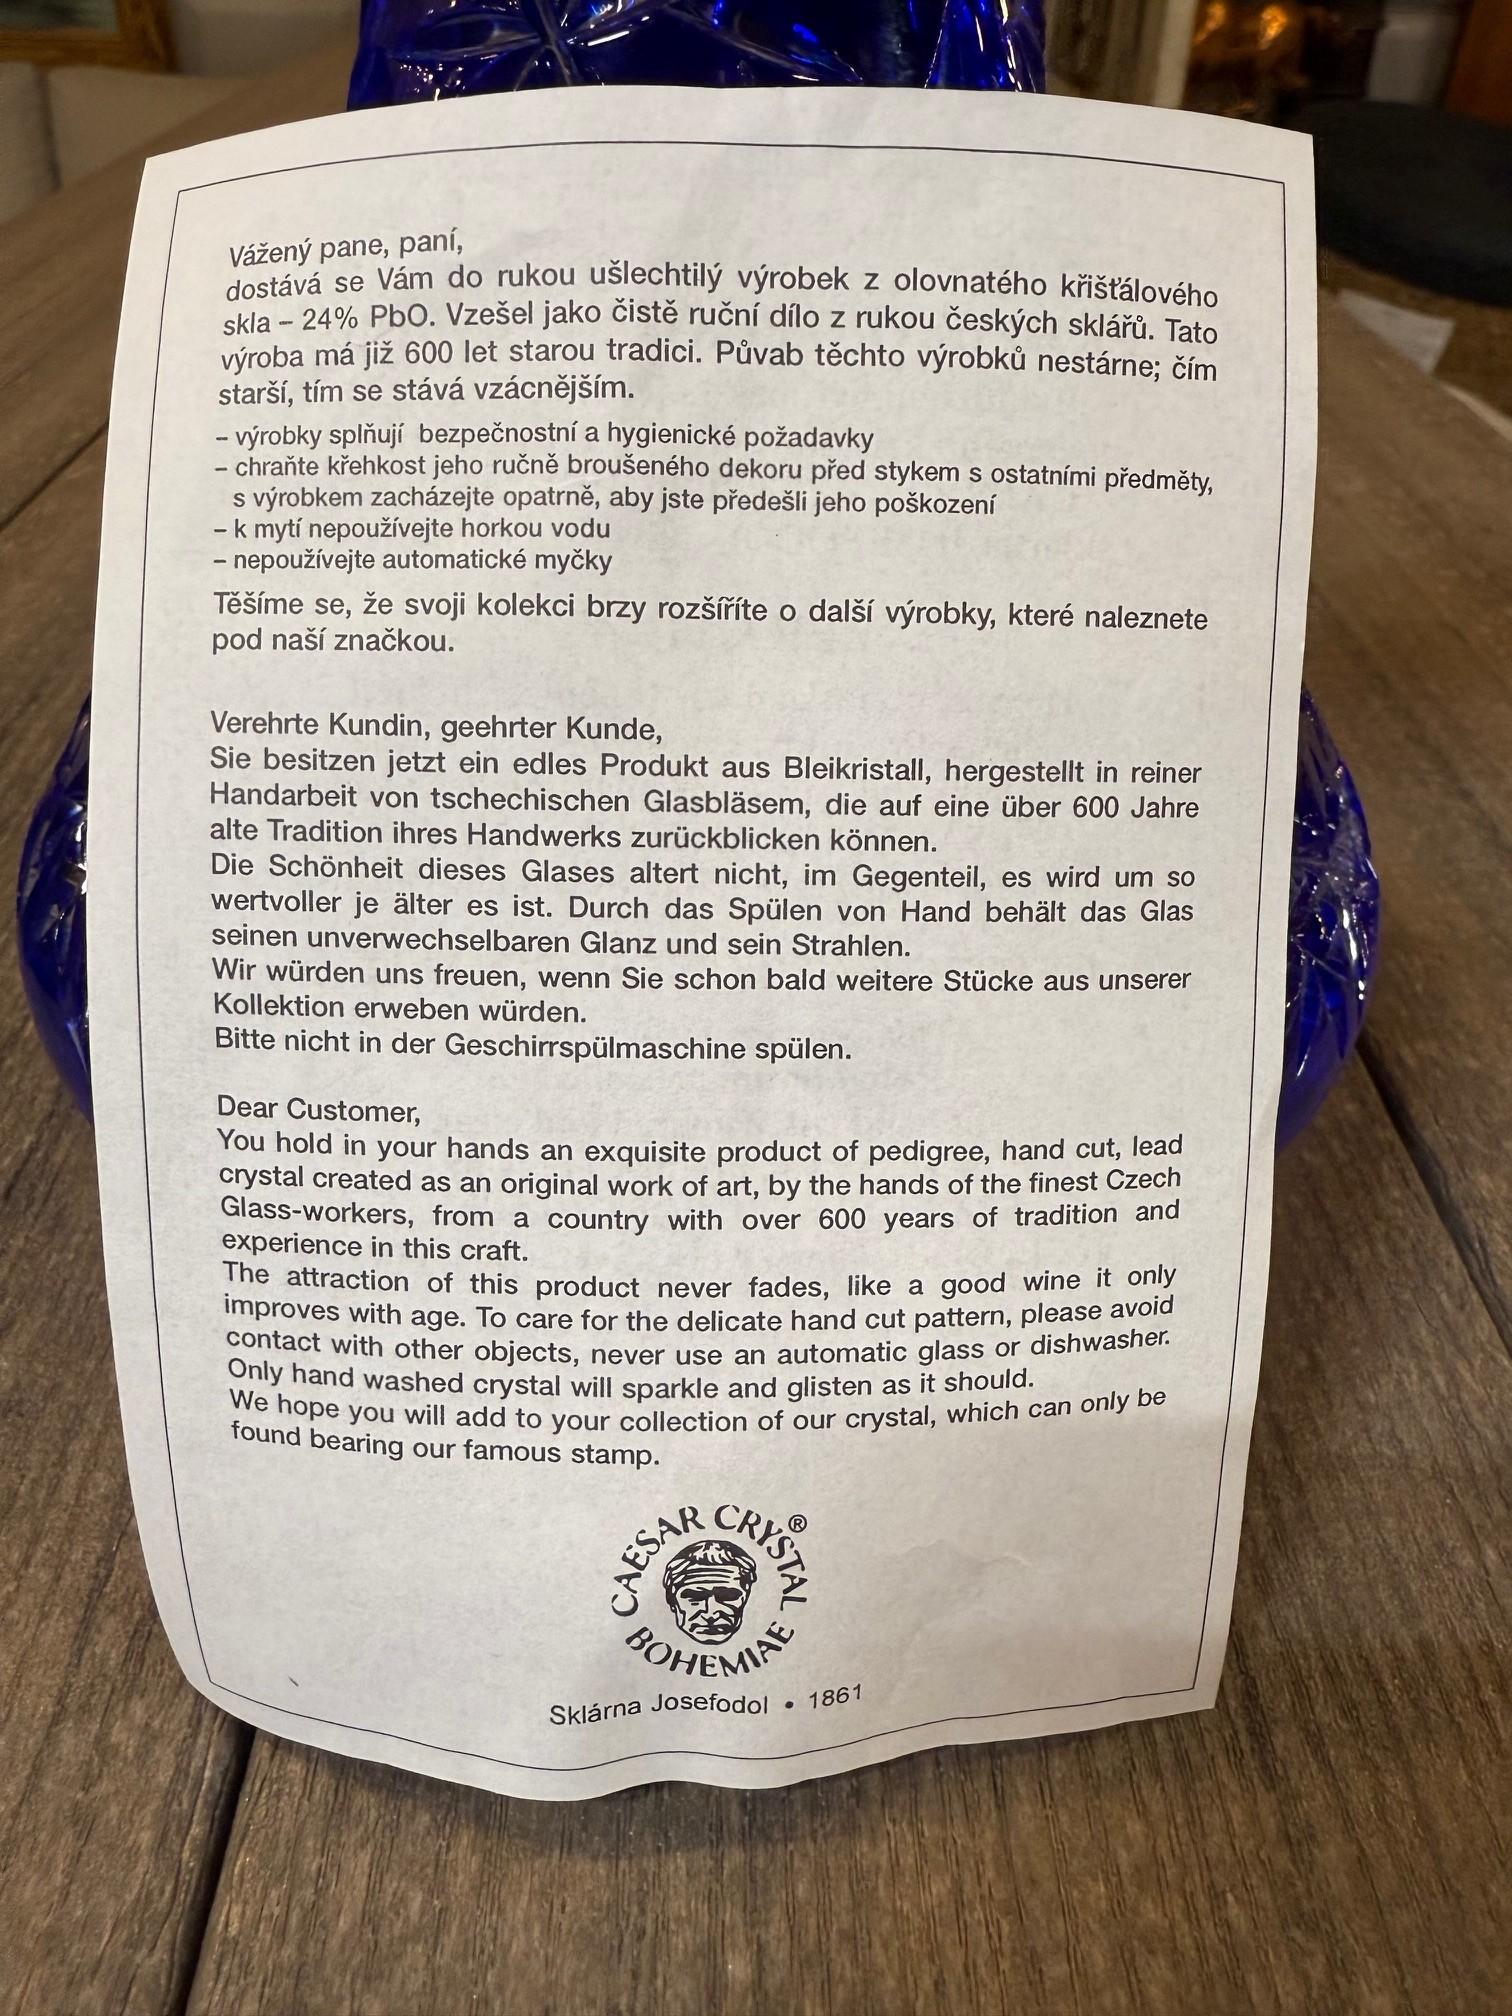 Vážený pane, paní,
dostává se Vám do rukou ušlechtilý výrobek z olovnatého křišťálového
skla – 24% PbO. Vzešel jako čistě ruční dílo z rukou českých sklářů. Tato
výroba má již 600 let starou tradici. Půvab těchto výrobků nestárne; čím
starší, tím se stává vzácnějším.
– výrobky splňují bezpečnostní a hygienické požadavky
– chraňte křehkost jeho ručně broušeného dekoru před stykem s ostatními předměty,
s výrobkem zacházejte opatrně, aby jste předešli jeho poškození
– k mytí nepoužívejte horkou vodu
– nepoužívejte automatické myčky
Těšíme se, že svoji kolekci brzy rozšíříte o další výrobky, které naleznete
pod naší značkou.
Verehrte Kundin, geehrter Kunde,
Sie besitzen jetzt ein edles Produkt aus Bleikristall, hergestellt in reiner
Handarbeit von tschechischen Glasbläsem, die auf eine über 600 Jahre
alte Tradition ihres Handwerks zurückblicken können.
Die Schönheit dieses Glases altert nicht, im Gegenteil, es wird um so
wertvoller je älter es ist. Durch das Spülen von Hand behält das Glas
seinen unverwechselbaren Glanz und sein Strahlen.
Wir würden uns freuen, wenn Sie schon bald weitere Stücke aus unserer
Kollektion erweben würden.
Bitte nicht in der Geschirrspülmaschine spülen.
Dear Customer,
You hold in your hands an exquisite product of pedigree, hand cut, lead
crystal created as an original work of art, by the hands of the finest Czech
Glass-workers, from a country with over 600 years of tradition and
experience in this craft.
The attraction of this product never fades, like a good wine it only
improves with age. To care for the delicate hand cut pattern, please avoid
contact with other objects, never use an automatic glass or dishwasher.
Only hand washed crystal will sparkle and glisten as it should.
We hope you will add to your collection of our crystal, which can only be
found bearing our famous stamp.
CAESAR CRYSTAL ®
BOHEMIAE
Sklárna Josefodol • 1861